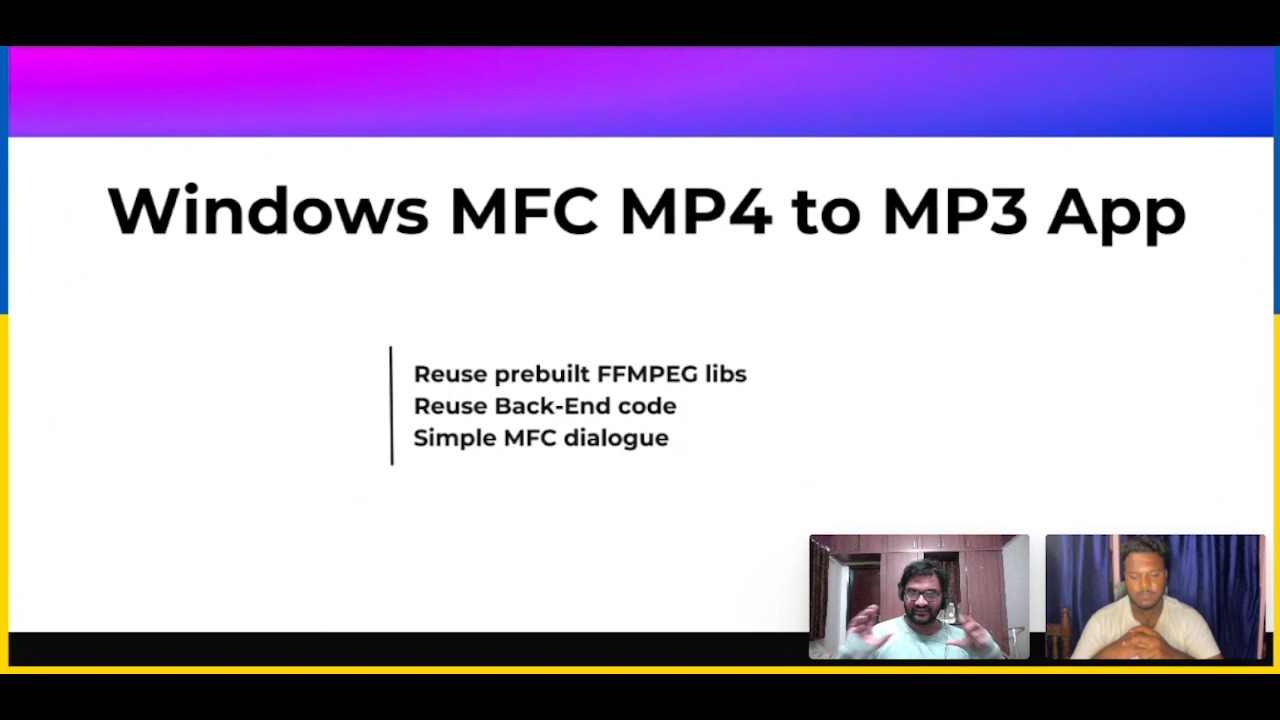 Windows MFC MP4 to MP3 App
Reuse prebuilt FFMPEG libs
Reuse Back-End code
Simple MFC dialogue